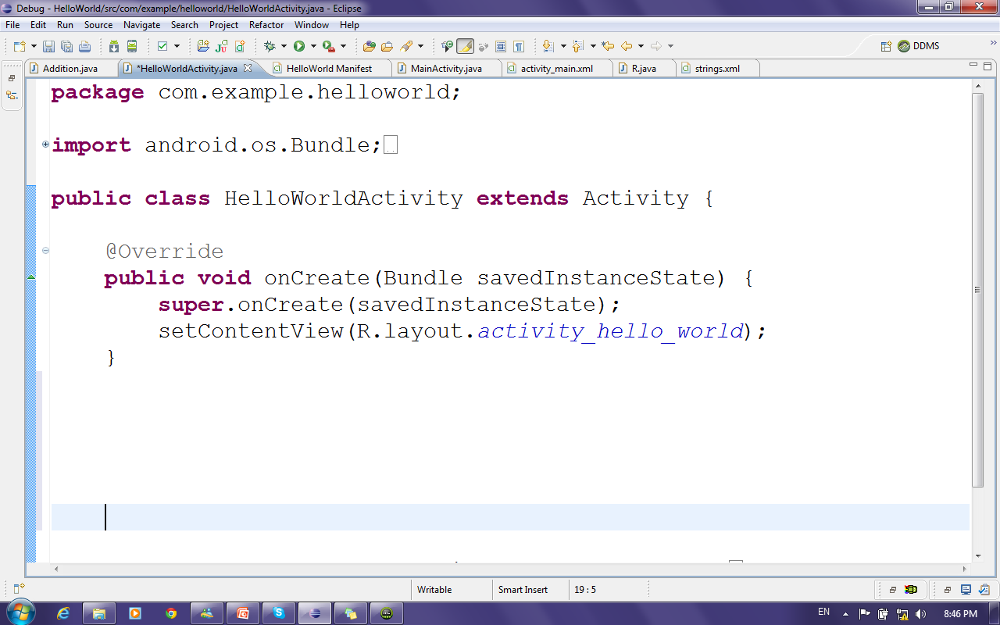 Debug - HelloWorld/src/com/example/helloworld/HelloWorldActivity.java - Eclipse
File Edit Run Source Navigate Search Project Refactor Window Help
DDMS
Addition.java *HelloWorldActivity.java HelloWorld Manifest MainActivity.java activity_main.xml R.java strings.xml
package com.example.helloworld;
import android.os.Bundle;
public class HelloWorldActivity extends Activity {
@Override
public void onCreate(Bundle savedInstanceState) {
super.onCreate(savedInstanceState);
setContentView(R.layout.activity_hello_world);
}
Writable Smart Insert 19 : 5
EN 8:46 PM